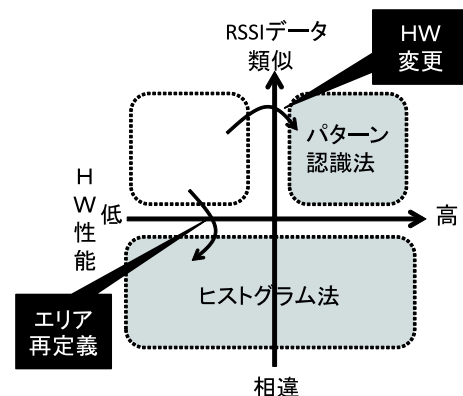 RSSIデータ
類似
HW
変更
パターン
認識法
HW性能
低
高
ヒストグラム法
エリア
再定義
相違